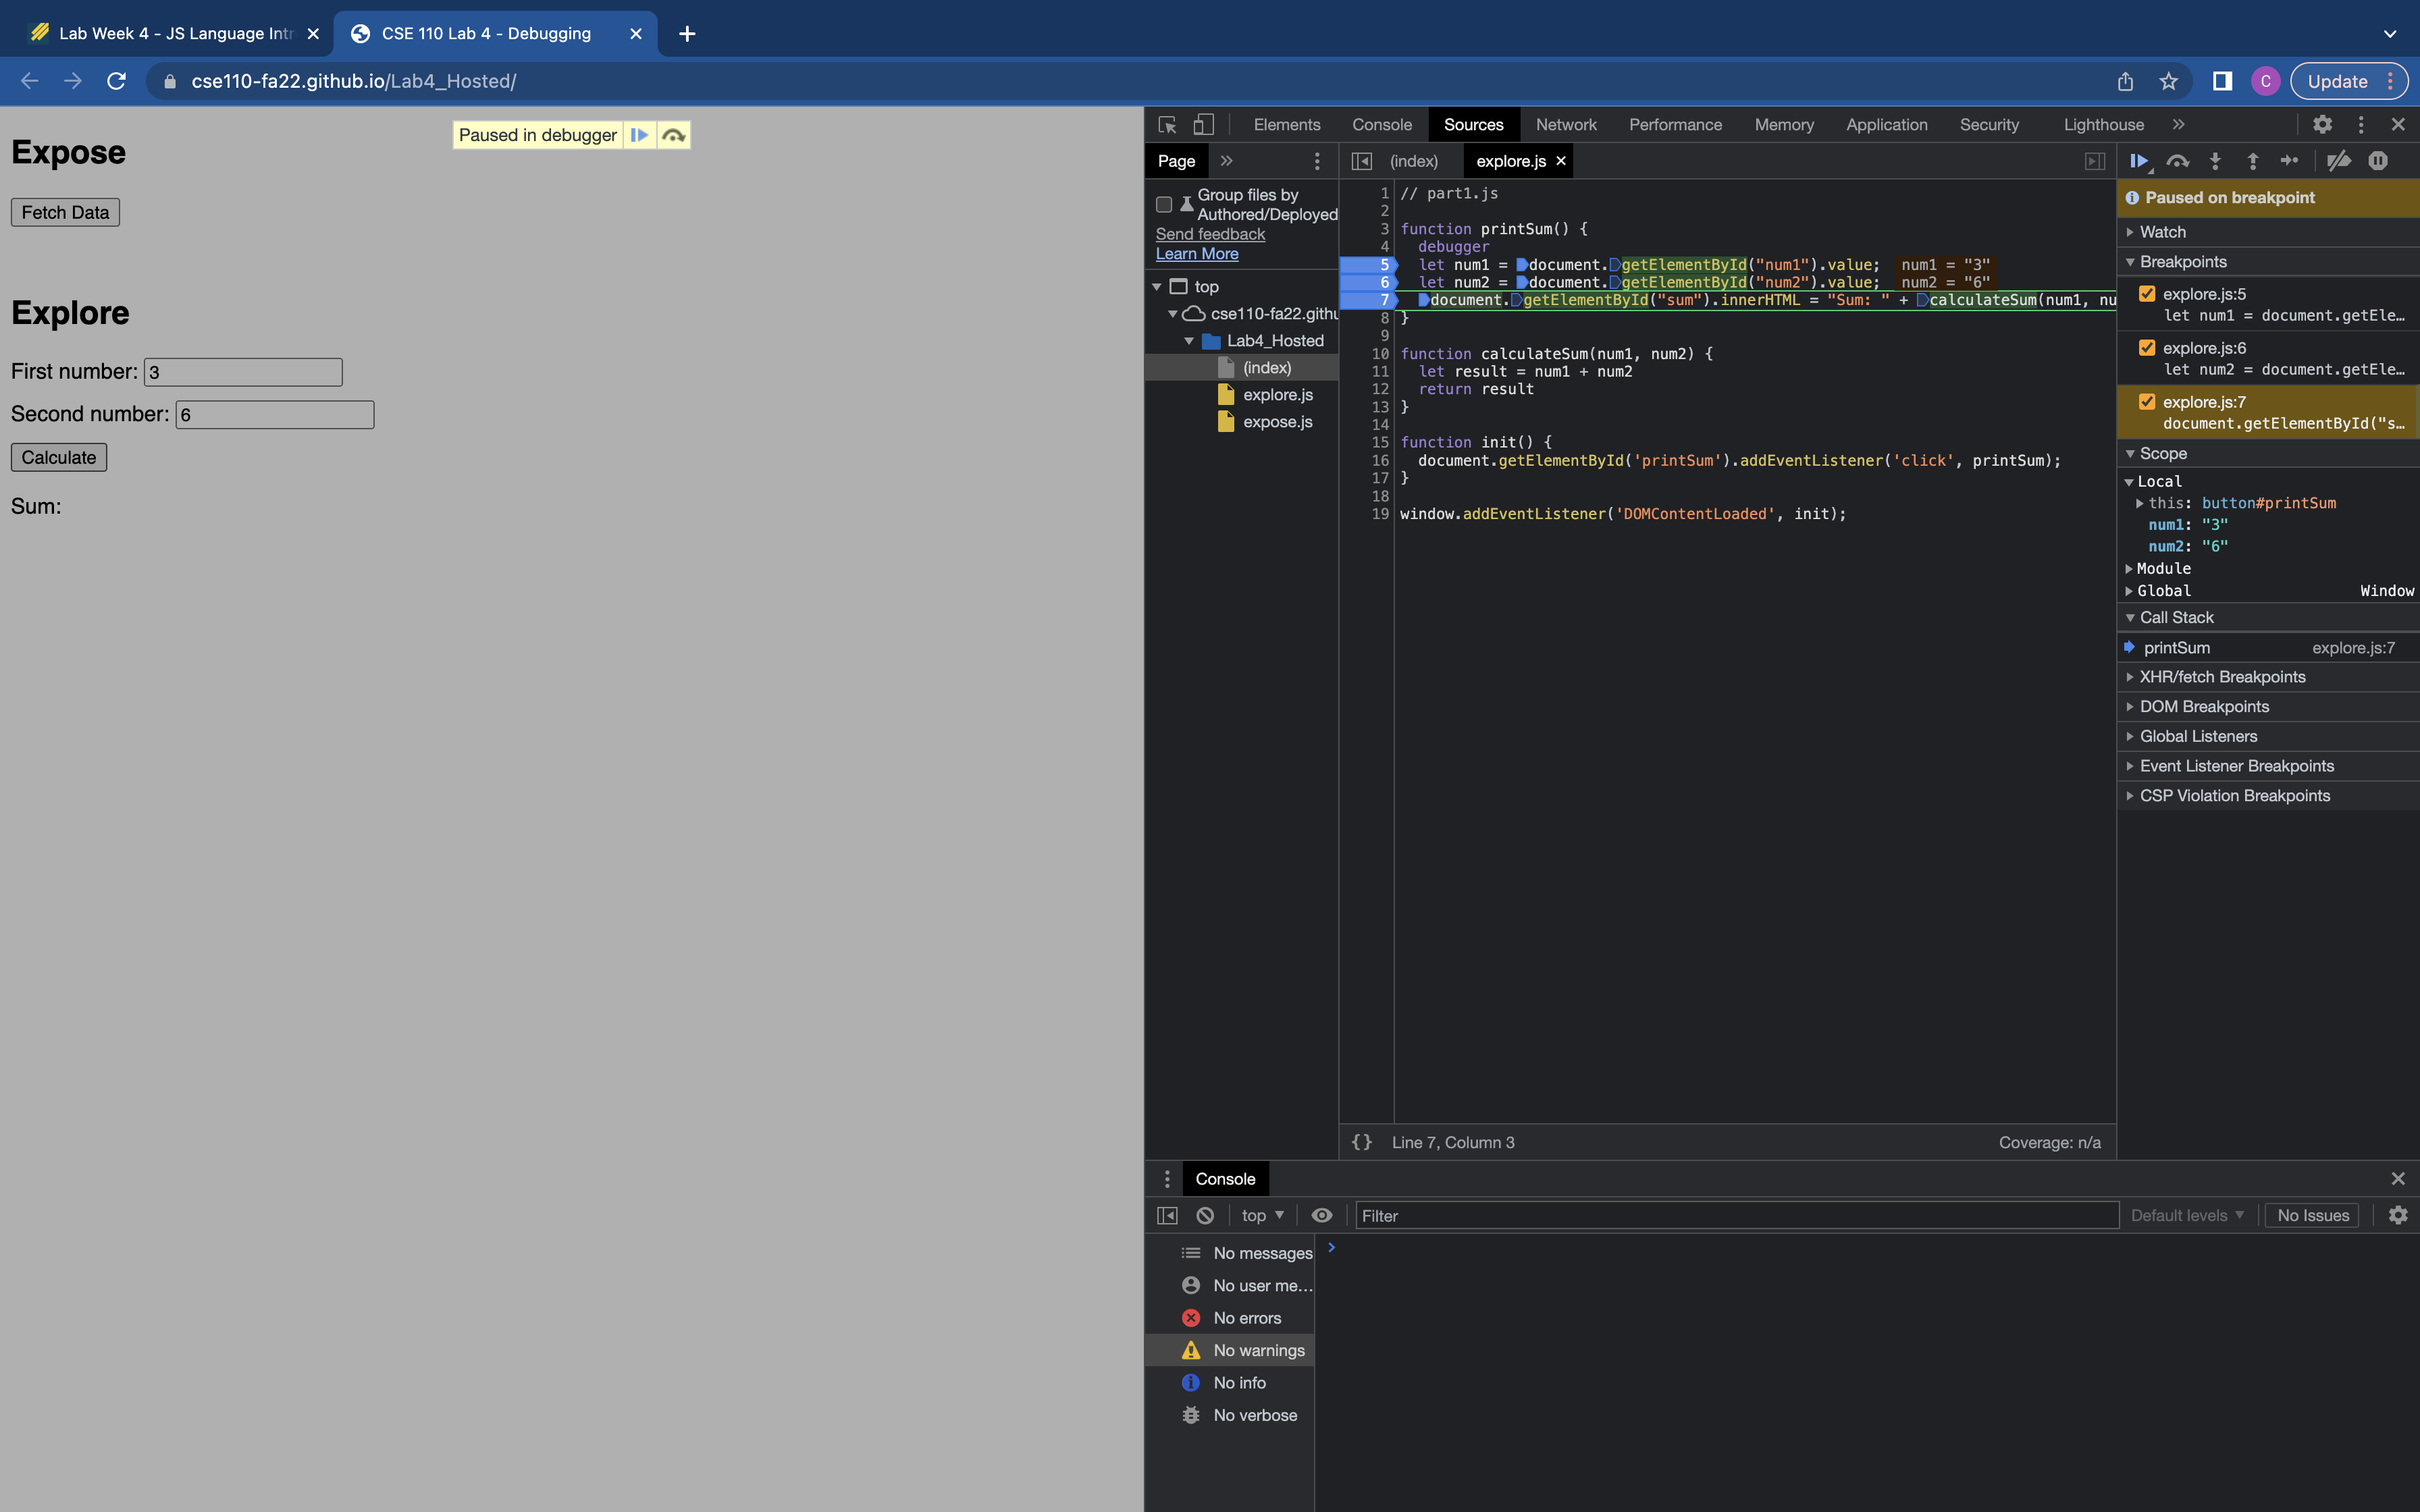 Lab Week 4 - JS Language Intr
CSE 110 Lab 4 - Debugging
cse110-fa22.github.io/Lab4_Hosted/
C
Update
Paused in debugger
Expose
Fetch Data
Explore
First number: 3
Second number: 6
Calculate
Sum:
Elements Console Sources Network Performance Memory Application Security Lighthouse
Page
(index) explore.js
Group files by
Authored/Deployed
Send feedback
Learn More
top
cse110-fa22.githu
Lab4_Hosted
(index)
explore.js
expose.js
1 // part1.js
2
3 function printSum() {
4 debugger
5 let num1 = document.getElementById("num1").value; num1 = "3"
6 let num2 = document.getElementById("num2").value; num2 = "6"
7 document.getElementById("sum").innerHTML = "Sum: " + calculateSum(num1, nu
8 }
9
10 function calculateSum(num1, num2) {
11 let result = num1 + num2
12 return result
13 }
14
15 function init() {
16 document.getElementById('printSum').addEventListener('click', printSum);
17 }
18
19 window.addEventListener('DOMContentLoaded', init);
{} Line 7, Column 3
Coverage: n/a
Paused on breakpoint
Watch
Breakpoints
explore.js:5
let num1 = document.getEle…
explore.js:6
let num2 = document.getEle…
explore.js:7
document.getElementById("s…
Scope
Local
this: button#printSum
num1: "3"
num2: "6"
Module
Global Window
Call Stack
printSum explore.js:7
XHR/fetch Breakpoints
DOM Breakpoints
Global Listeners
Event Listener Breakpoints
CSP Violation Breakpoints
Console
top Filter Default levels No Issues
No messages
No user me…
No errors
No warnings
No info
No verbose